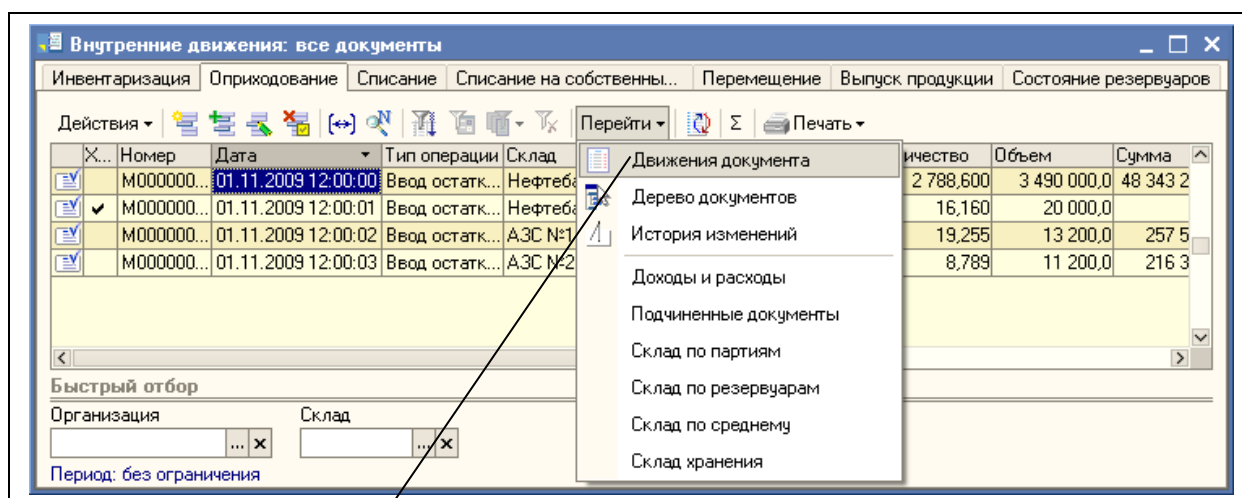 Внутренние движения: все документы
Инвентаризация Оприходование Списание Списание на собственны... Перемещение Выпуск продукции Состояние резервуаров
Действия Перейти Σ Печать
Х... Номер Дата Тип операции Склад ичество Объем Сумма
М000000... 01.11.2009 12:00:00 Ввод остатк... Нефтеба 2 788,600 3 490 000,0 48 343 2
М000000... 01.11.2009 12:00:01 Ввод остатк... Нефтеба 16,160 20 000,0
М000000... 01.11.2009 12:00:02 Ввод остатк... АЗС №1 19,255 13 200,0 257 5
М000000... 01.11.2009 12:00:03 Ввод остатк... АЗС №2 8,789 11 200,0 216 3
Движения документа
Дерево документов
История изменений
Доходы и расходы
Подчиненные документы
Склад по партиям
Склад по резервуарам
Склад по среднему
Склад хранения
Быстрый отбор
Организация Склад
... x ... x
Период: без ограничения